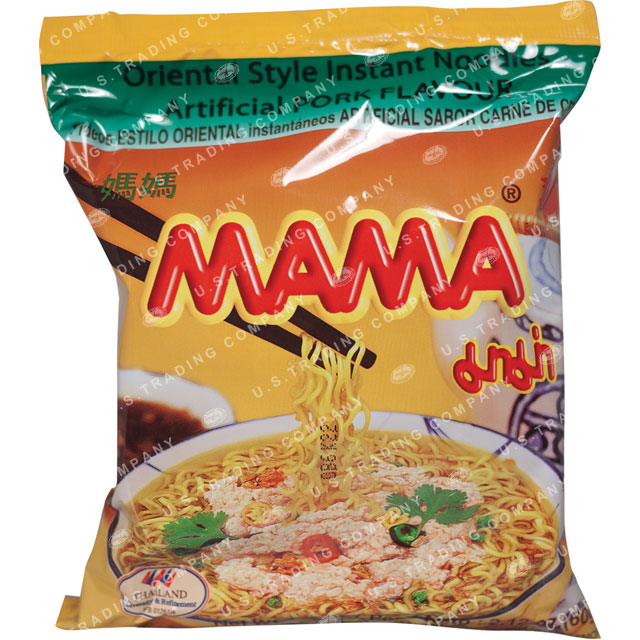 Oriental Style Instant Noodles
Artificial PORK FLAVOUR
ESTILO ORIENTAL Instantáneos ARTIFICIAL SABOR CARNE DE
媽媽
MAMA®
มาม่า
THAILAND
U.S.TRADING COMPANY